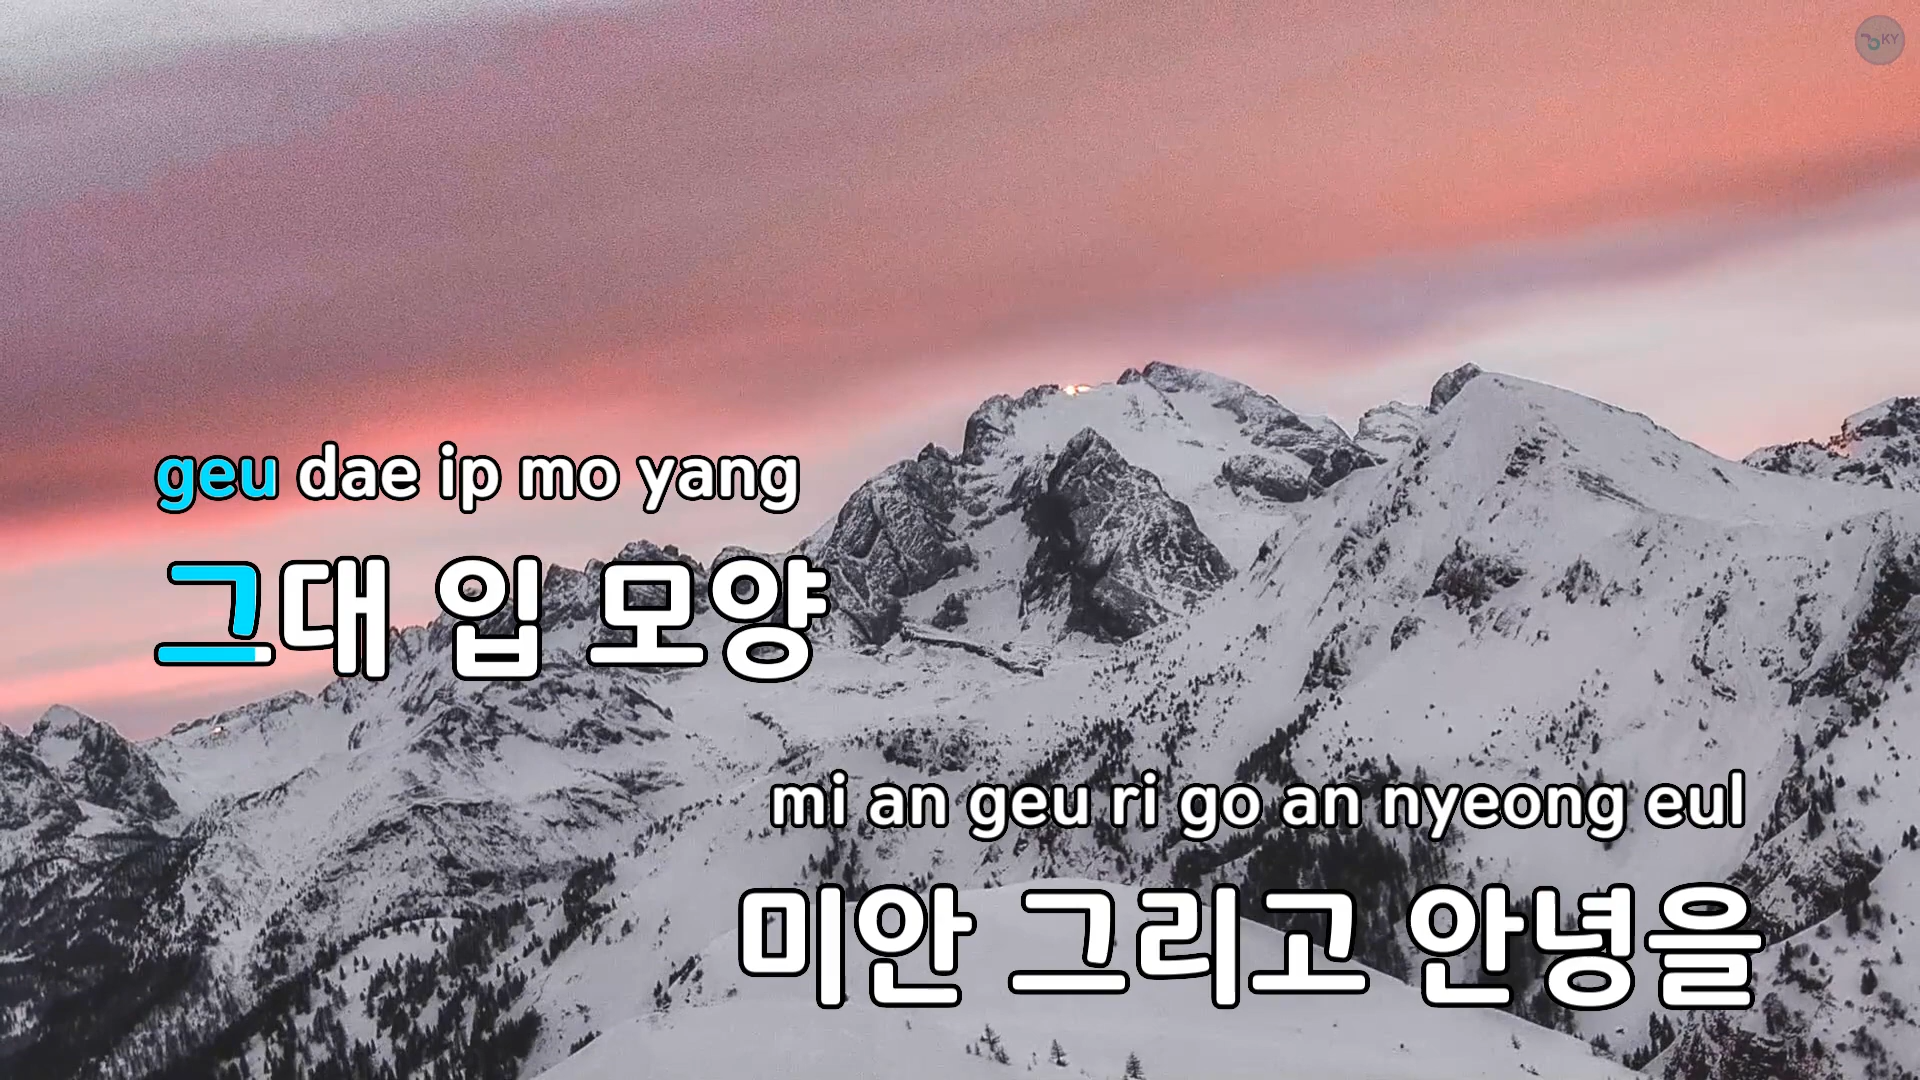 KY
geu dae ip mo yang
그대 입 모양
mi an geu ri go an nyeong eul
미안 그리고 안녕을